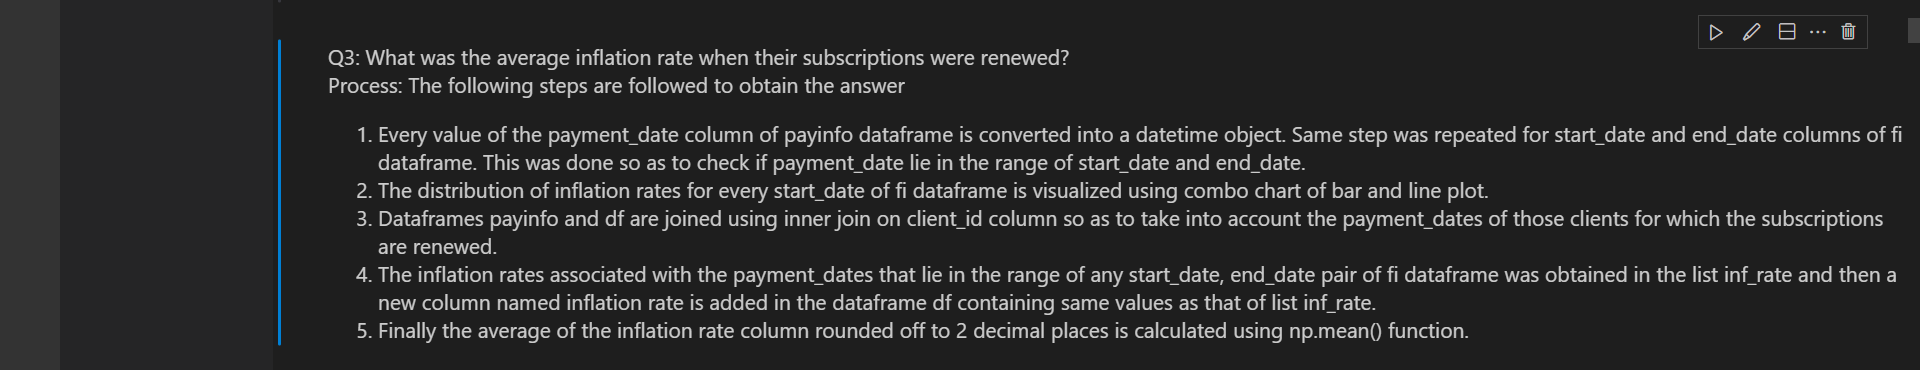 Q3: What was the average inflation rate when their subscriptions were renewed?
Process: The following steps are followed to obtain the answer
1. Every value of the payment_date column of payinfo dataframe is converted into a datetime object. Same step was repeated for start_date and end_date columns of fi
dataframe. This was done so as to check if payment_date lie in the range of start_date and end_date.
2. The distribution of inflation rates for every start_date of fi dataframe is visualized using combo chart of bar and line plot.
3. Dataframes payinfo and df are joined using inner join on client_id column so as to take into account the payment_dates of those clients for which the subscriptions
are renewed.
4. The inflation rates associated with the payment_dates that lie in the range of any start_date, end_date pair of fi dataframe was obtained in the list inf_rate and then a
new column named inflation rate is added in the dataframe df containing same values as that of list inf_rate.
5. Finally the average of the inflation rate column rounded off to 2 decimal places is calculated using np.mean() function.